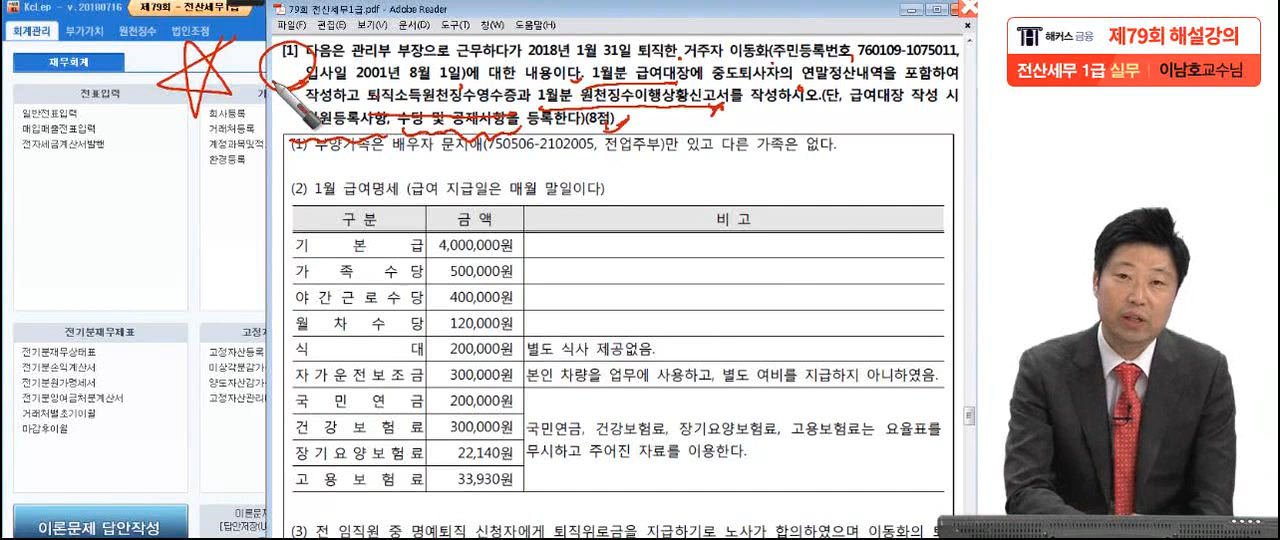 KcLep - v.20180716
제79회 - 전산세무1급
79회 전산세무1급.pdf - Adobe Reader
파일(F) 편집(E) 보기(V) 문서(D) 도구(T) 창(W) 도움말(H)
회계관리 부가가치 원천징수 법인조정
재무회계
전표입력
일반전표입력
매입매출전표입력
전자세금계산서발행
회사등록
거래처등록
계정과목및적
환경등록
전기분재무제표
전기분재무상태표
전기분손익계산서
전기분원가명세서
전기분잉여금처분계산서
거래처별초기이월
마감후이월
고정자산등록
미상각분감가
양도자산감가
고정자산관리
이론문제 답안작성
[1] 다음은 관리부 부장으로 근무하다가 2018년 1월 31일 퇴직한 거주자 이동화(주민등록번호, 760109-1075011,
입사일 2001년 8월 1일)에 대한 내용이다. 1월분 급여대장에 중도퇴사자의 연말정산내역을 포함하여
작성하고 퇴직소득원천징수영수증과 1월분 원천징수이행상황신고서를 작성하시오.(단, 급여대장 작성 시
원등록사항, 수당 및 공제사항을 등록한다)(8점)
(1) 부양가족은 배우자 문지애(750506-2102005, 전업주부)만 있고 다른 가족은 없다.
(2) 1월 급여명세 (급여 지급일은 매월 말일이다)
구 분 금 액 비 고
기 본 급 4,000,000원
가 족 수 당 500,000원
야 간 근 로 수 당 400,000원
월 차 수 당 120,000원
식 대 200,000원 별도 식사 제공없음.
자 가 운 전 보 조 금 300,000원 본인 차량을 업무에 사용하고, 별도 여비를 지급하지 아니하였음.
국 민 연 금 200,000원
건 강 보 험 료 300,000원
장 기 요 양 보 험 료 22,140원
고 용 보 험 료 33,930원
국민연금, 건강보험료, 장기요양보험료, 고용보험료는 요율표를
무시하고 주어진 자료를 이용한다.
(3) 전 임직원 중 명예퇴직 신청자에게 퇴직위로금을 지급하기로 노사가 합의하였으며 이동화의
해커스 금융 제79회 해설강의
전산세무 1급 실무 이남호교수님